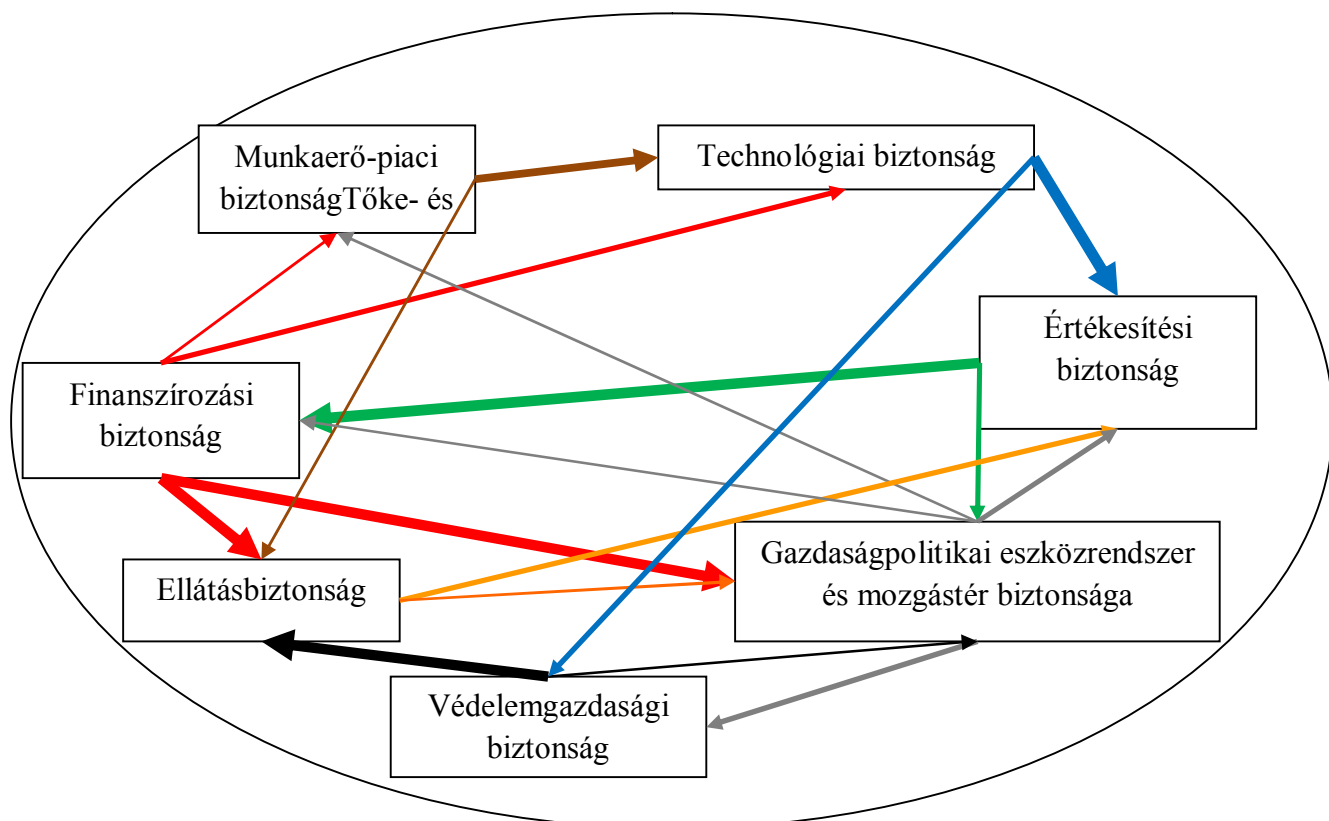 Munkaerő-piaci
biztonságTőke- és
Technológiai biztonság
Értékesítési
biztonság
Finanszírozási
biztonság
Gazdaságpolitikai eszközrendszer
és mozgástér biztonsága
Ellátásbiztonság
Védelemgazdasági
biztonság